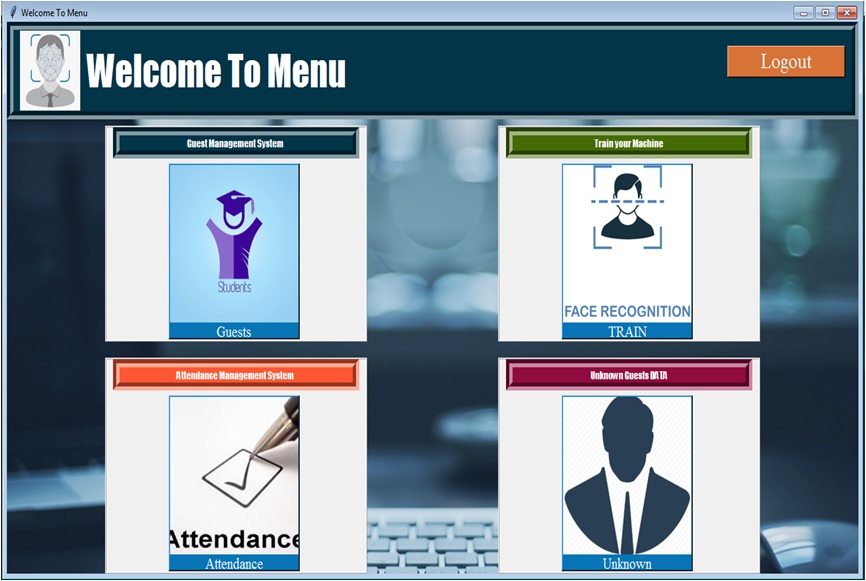 Welcome To Menu
Welcome To Menu
Logout
Guest Management System
Train your Machine
Students
Guests
FACE RECOGNITION
TRAIN
Attendance Management System
Unknown Guests DATA
Attendance
Attendance
Unknown